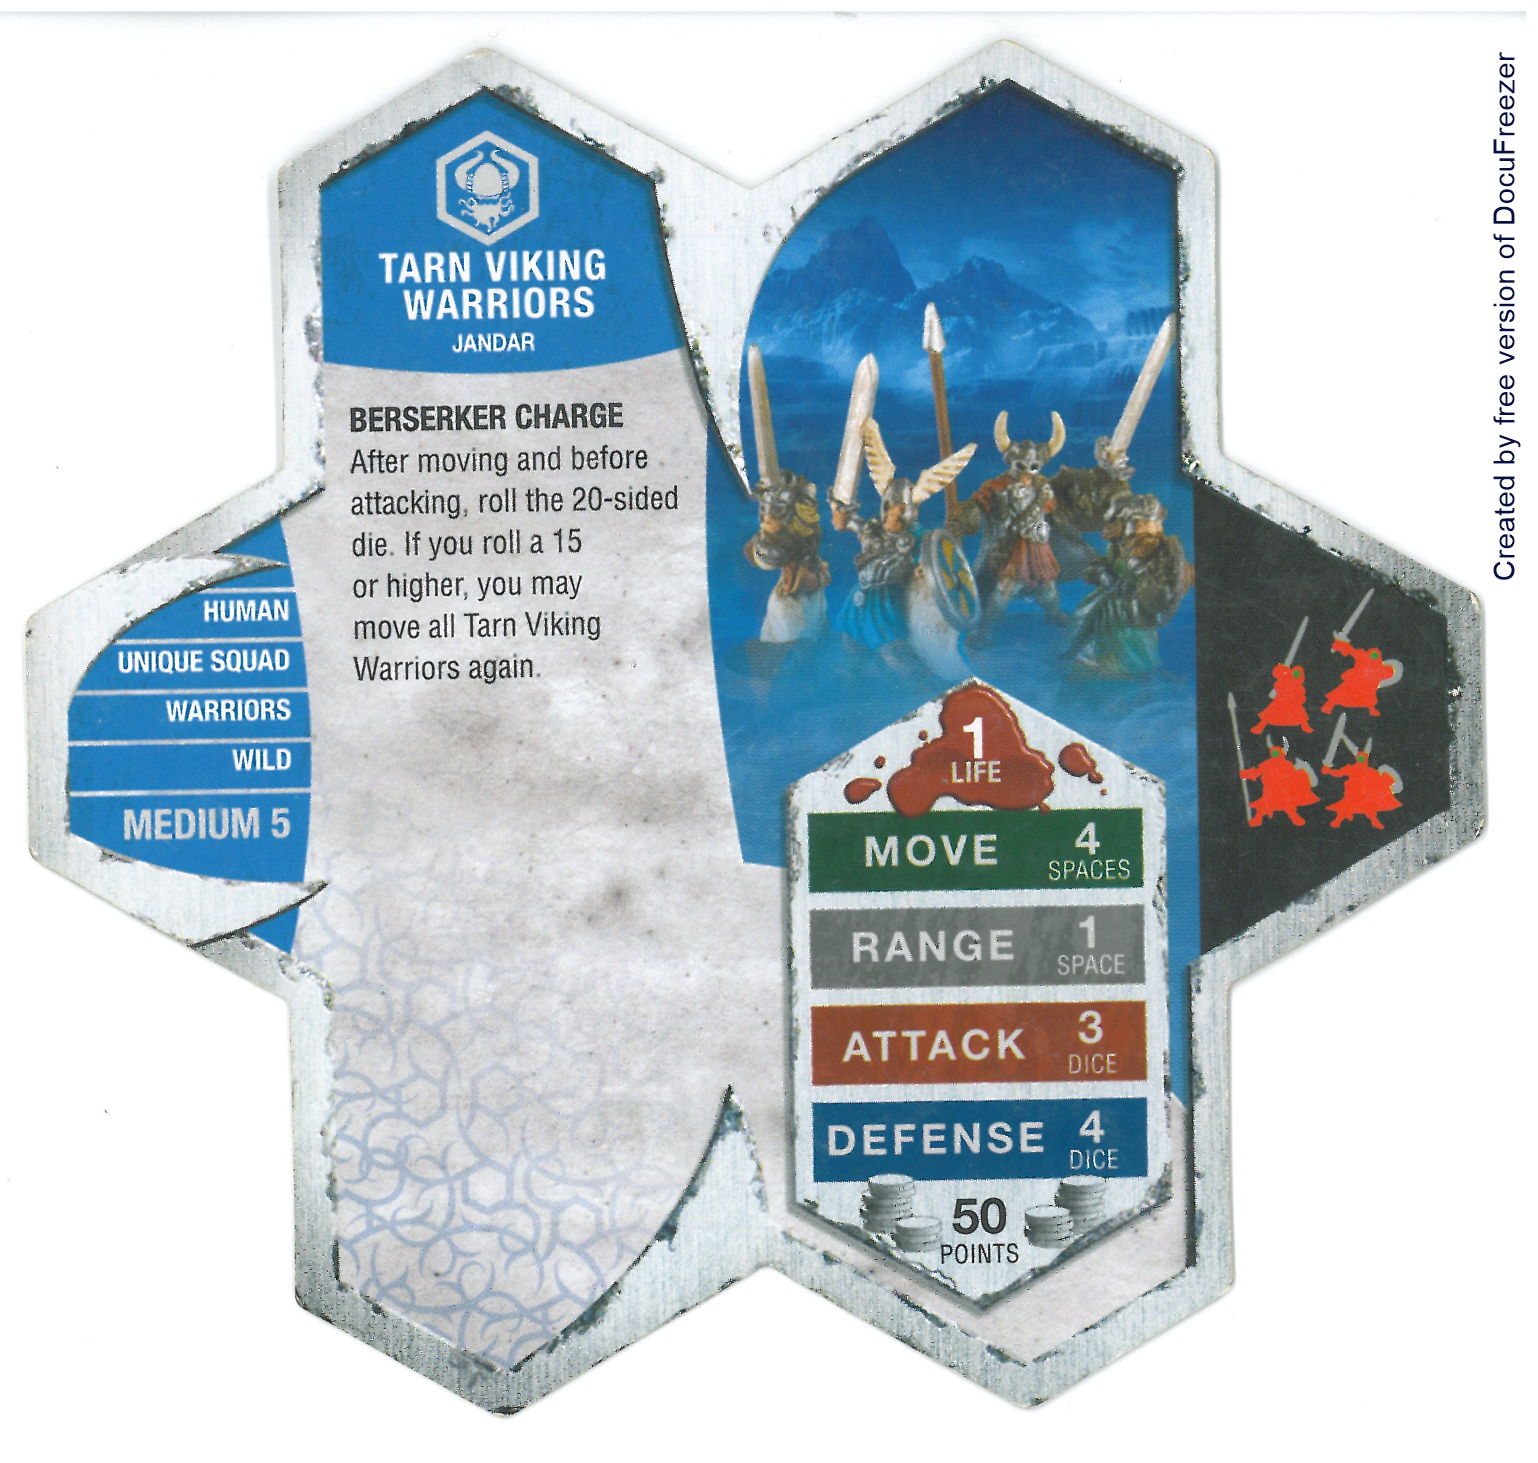 TARN VIKING
WARRIORS
JANDAR
BERSERKER CHARGE
After moving and before
attacking, roll the 20-sided
die. If you roll a 15
or higher, you may
move all Tarn Viking
Warriors again.
HUMAN
UNIQUE SQUAD
WARRIORS
WILD
MEDIUM 5
1
LIFE
MOVE 4
SPACES
RANGE 1
SPACE
ATTACK 3
DICE
DEFENSE 4
DICE
50
POINTS
Created by free version of DocuFreezer